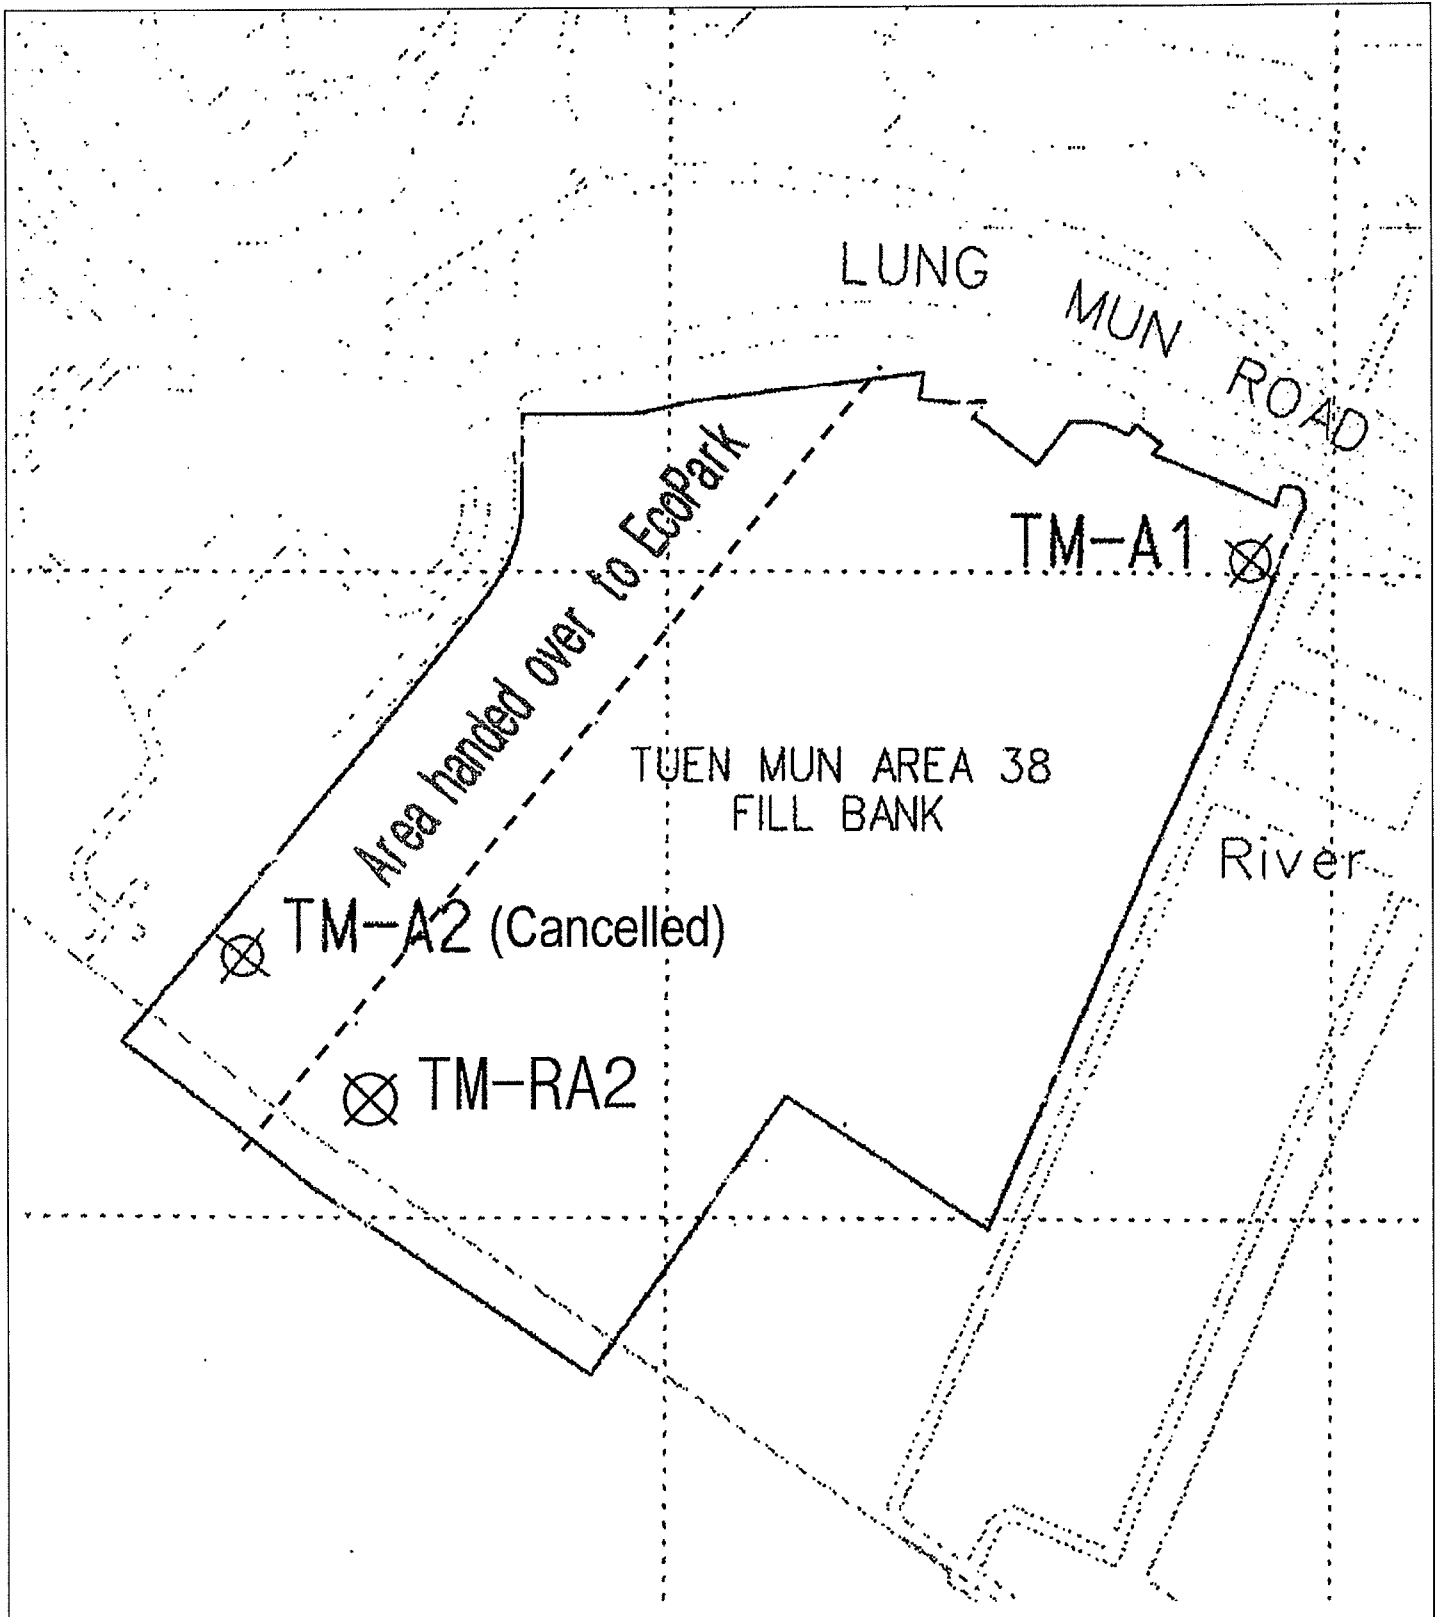 LUNG MUN ROAD
Area handed over to EcoPark
TM-A1
TUEN MUN AREA 38
FILL BANK
River
TM-A2 (Cancelled)
TM-RA2